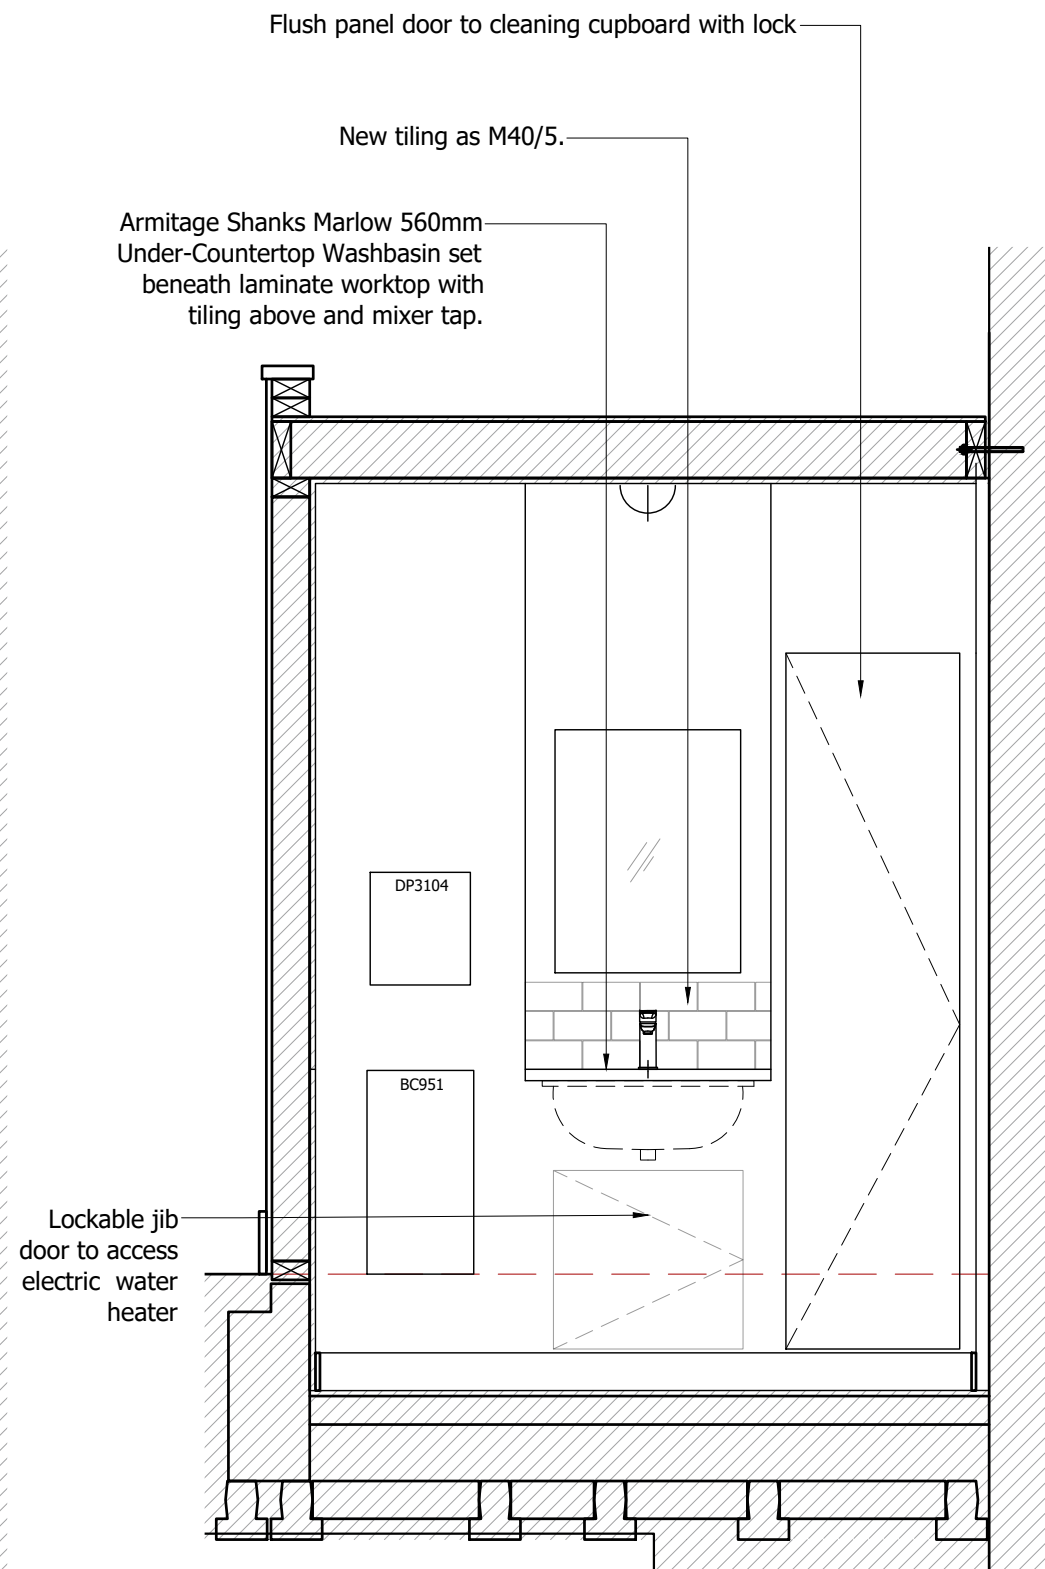 Flush panel door to cleaning cupboard with lock
New tiling as M40/5.
Armitage Shanks Marlow 560mm
Under-Countertop Washbasin set
beneath laminate worktop with
tiling above and mixer tap.
DP3104
BC951
Lockable jib
door to access
electric water
heater